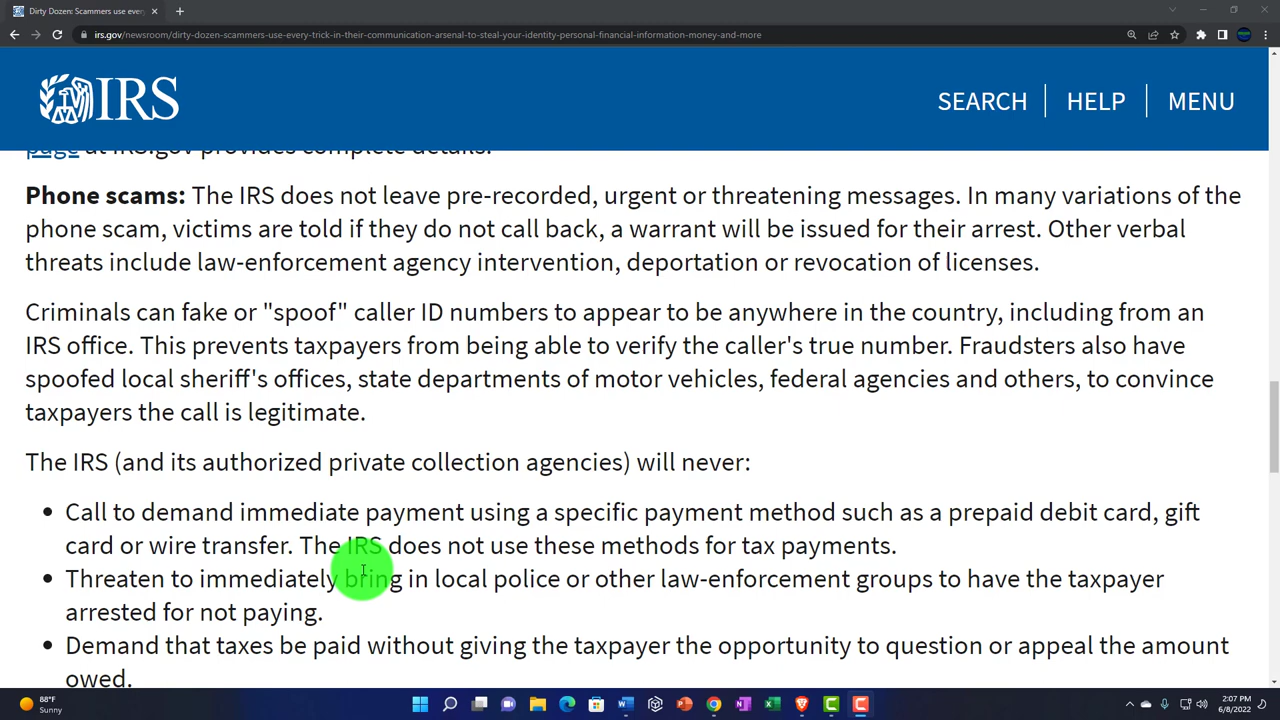 Dirty Dozen: Scammers use every
irs.gov/newsroom/dirty-dozen-scammers-use-every-trick-in-their-communication-arsenal-to-steal-your-identity-personal-financial-information-money-and-more
IRS
SEARCH
HELP
MENU
page at IRS.gov provides complete details.
Phone scams: The IRS does not leave pre-recorded, urgent or threatening messages. In many variations of the
phone scam, victims are told if they do not call back, a warrant will be issued for their arrest. Other verbal
threats include law-enforcement agency intervention, deportation or revocation of licenses.
Criminals can fake or "spoof" caller ID numbers to appear to be anywhere in the country, including from an
IRS office. This prevents taxpayers from being able to verify the caller's true number. Fraudsters also have
spoofed local sheriff's offices, state departments of motor vehicles, federal agencies and others, to convince
taxpayers the call is legitimate.
The IRS (and its authorized private collection agencies) will never:
• Call to demand immediate payment using a specific payment method such as a prepaid debit card, gift
card or wire transfer. The IRS does not use these methods for tax payments.
• Threaten to immediately bring in local police or other law-enforcement groups to have the taxpayer
arrested for not paying.
• Demand that taxes be paid without giving the taxpayer the opportunity to question or appeal the amount
owed.
88°F
Sunny
2:07 PM
6/8/2022